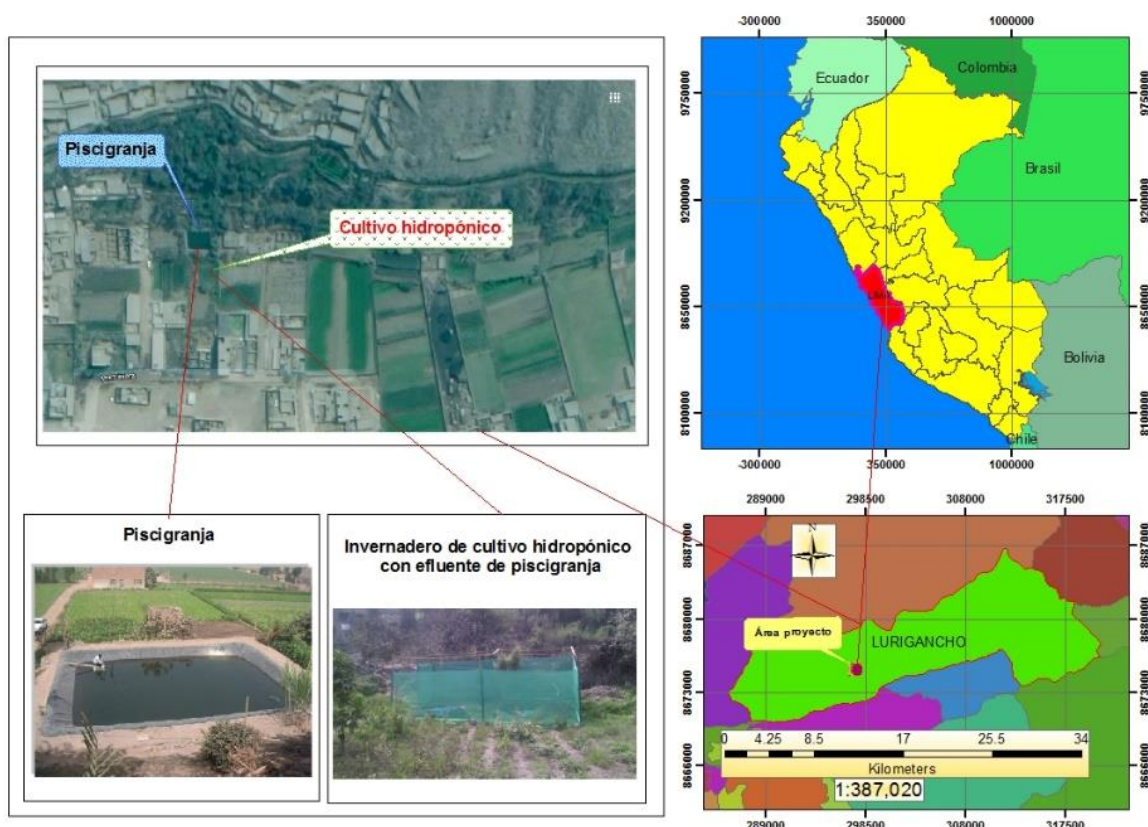 Piscigranja
Cultivo hidropónico
Piscigranja
Invernadero de cultivo hidropónico
con efluente de piscigranja
-300000 350000 1000000
9750000
9200000
8650000
8100000
Ecuador
Colombia
Brasil
Bolivia
Chile
9200000
8650000
8100000
-300000 350000 1000000
289000 298500 308000 317500
8687000
8680000
8673000
8666000
N
Área proyecto
LURIGANCHO
0 4.25 8.5 17 25.5 34
Kilometers
1:387,020
8687000
8680000
8673000
8666000
289000 298500 308000 317500